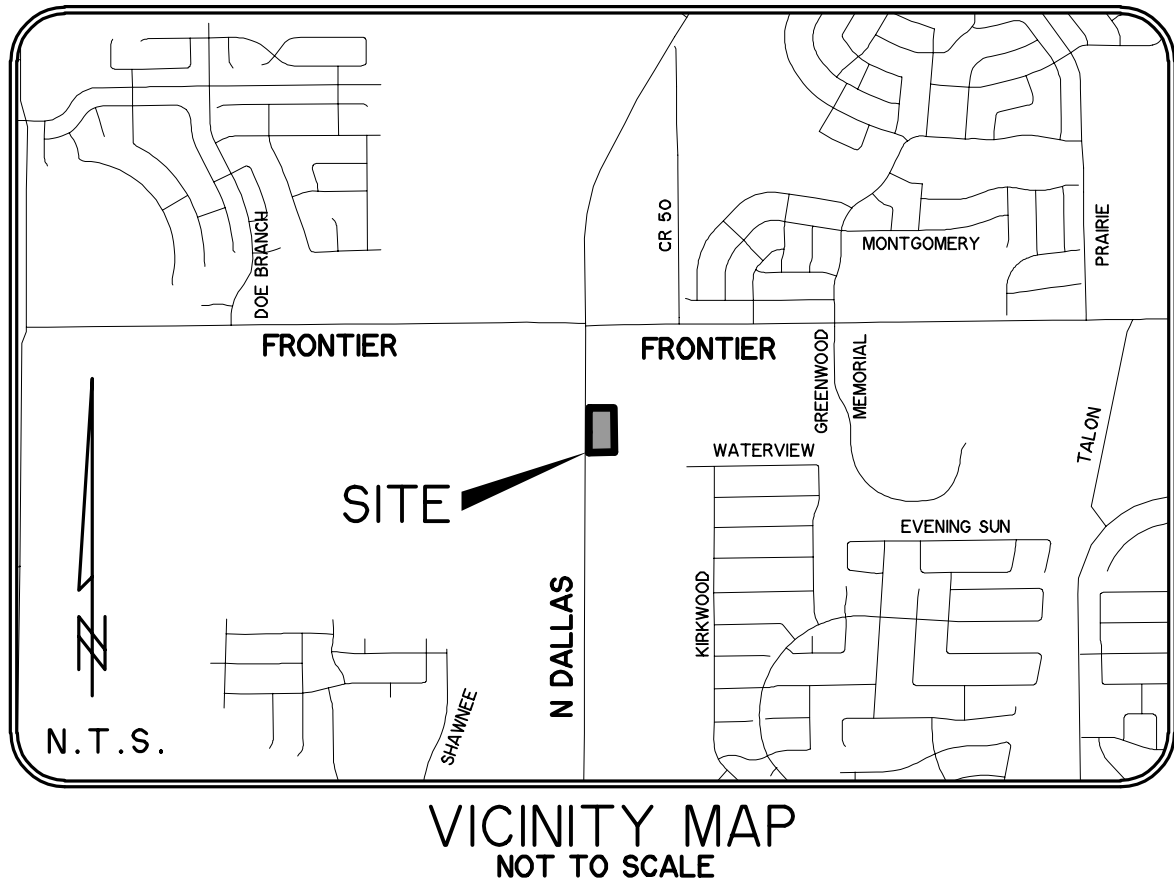 CR 50
PRAIRIE
MONTGOMERY
DOE BRANCH
FRONTIER
FRONTIER
GREENWOOD
MEMORIAL
TALON
WATERVIEW
SITE
EVENING SUN
N DALLAS
KIRKWOOD
SHAWNEE
N
N.T.S.
VICINITY MAP
NOT TO SCALE